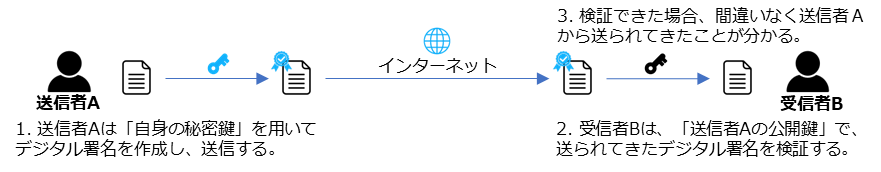 3. 検証できた場合、間違いなく送信者A
から送られてきたことが分かる。
インターネット
送信者A
受信者B
1. 送信者Aは「自身の秘密鍵」を用いて
デジタル署名を作成し、送信する。
2. 受信者Bは、「送信者Aの公開鍵」で、
送られてきたデジタル署名を検証する。